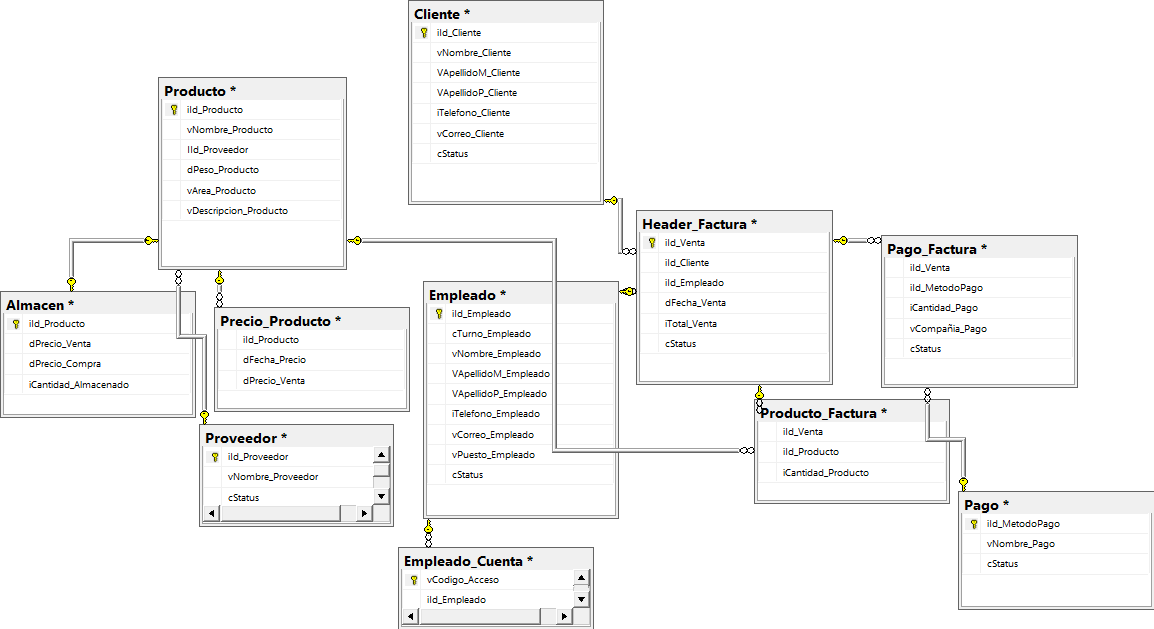 Cliente *
iId_Cliente
vNombre_Cliente
VApellidoM_Cliente
VApellidoP_Cliente
iTelefono_Cliente
vCorreo_Cliente
cStatus
Producto *
iId_Producto
vNombre_Producto
IId_Proveedor
dPeso_Producto
vArea_Producto
vDescripcion_Producto
Header_Factura *
iId_Venta
iId_Cliente
iId_Empleado
dFecha_Venta
iTotal_Venta
cStatus
Pago_Factura *
iId_Venta
iId_MetodoPago
iCantidad_Pago
vCompañia_Pago
cStatus
Empleado *
iId_Empleado
cTurno_Empleado
vNombre_Empleado
VApellidoM_Empleado
VApellidoP_Empleado
iTelefono_Empleado
vCorreo_Empleado
vPuesto_Empleado
cStatus
Almacen *
iId_Producto
dPrecio_Venta
dPrecio_Compra
iCantidad_Almacenado
Precio_Producto *
iId_Producto
dFecha_Precio
dPrecio_Venta
Producto_Factura *
iId_Venta
iId_Producto
iCantidad_Producto
Proveedor *
iId_Proveedor
vNombre_Proveedor
cStatus
Pago *
iId_MetodoPago
vNombre_Pago
cStatus
Empleado_Cuenta *
vCodigo_Acceso
iId_Empleado